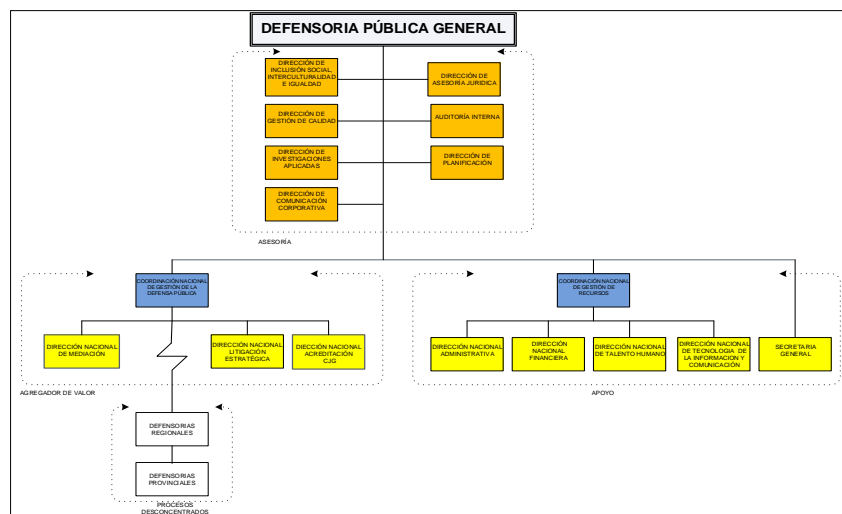 DEFENSORIA PÚBLICA GENERAL
DIRECCIÓN DE
INCLUSIÓN SOCIAL,
INTERCULTURALIDAD
E IGUALDAD
DIRECCIÓN DE
ASESORÍA JURIDICA
DIRECCIÓN DE
GESTIÓN DE CALIDAD
AUDITORÍA INTERNA
DIRECCIÓN DE
INVESTIGACIONES
APLICADAS
DIRECCIÓN DE
PLANIFICACIÓN
DIRECCIÓN DE
COMUNICACIÓN
CORPORATIVA
ASESORÍA
COORDINACIÓN NACIONAL
DE GESTIÓN DE LA
DEFENSA PÚBLICA
COORDINACIÓN NACIONAL
DE GESTIÓN DE
RECURSOS
DIRECCIÓN NACIONAL
DE MEDIACIÓN
DIRECCIÓN NACIONAL
LITIGACIÓN
ESTRATÉGICA
DIECCIÓN NACIONAL
ACREDITACIÓN
CJG
DIRECCIÓN NACIONAL
ADMINISTRATIVA
DIRECCIÓN
NACIONAL
FINANCIERA
DIRECCIÓN NACIONAL
DE TALENTO HUMANO
DIRECCIÓN NACIONAL
DE TECNOLOGIA DE
LA INFORMACION Y
COMUNICACIÓN
SECRETARIA
GENERAL
AGREGADOR DE VALOR
APOYO
DEFENSORIAS
REGIONALES
DEFENSORIAS
PROVINCIALES
PROCESOS
DESCONCENTRADOS